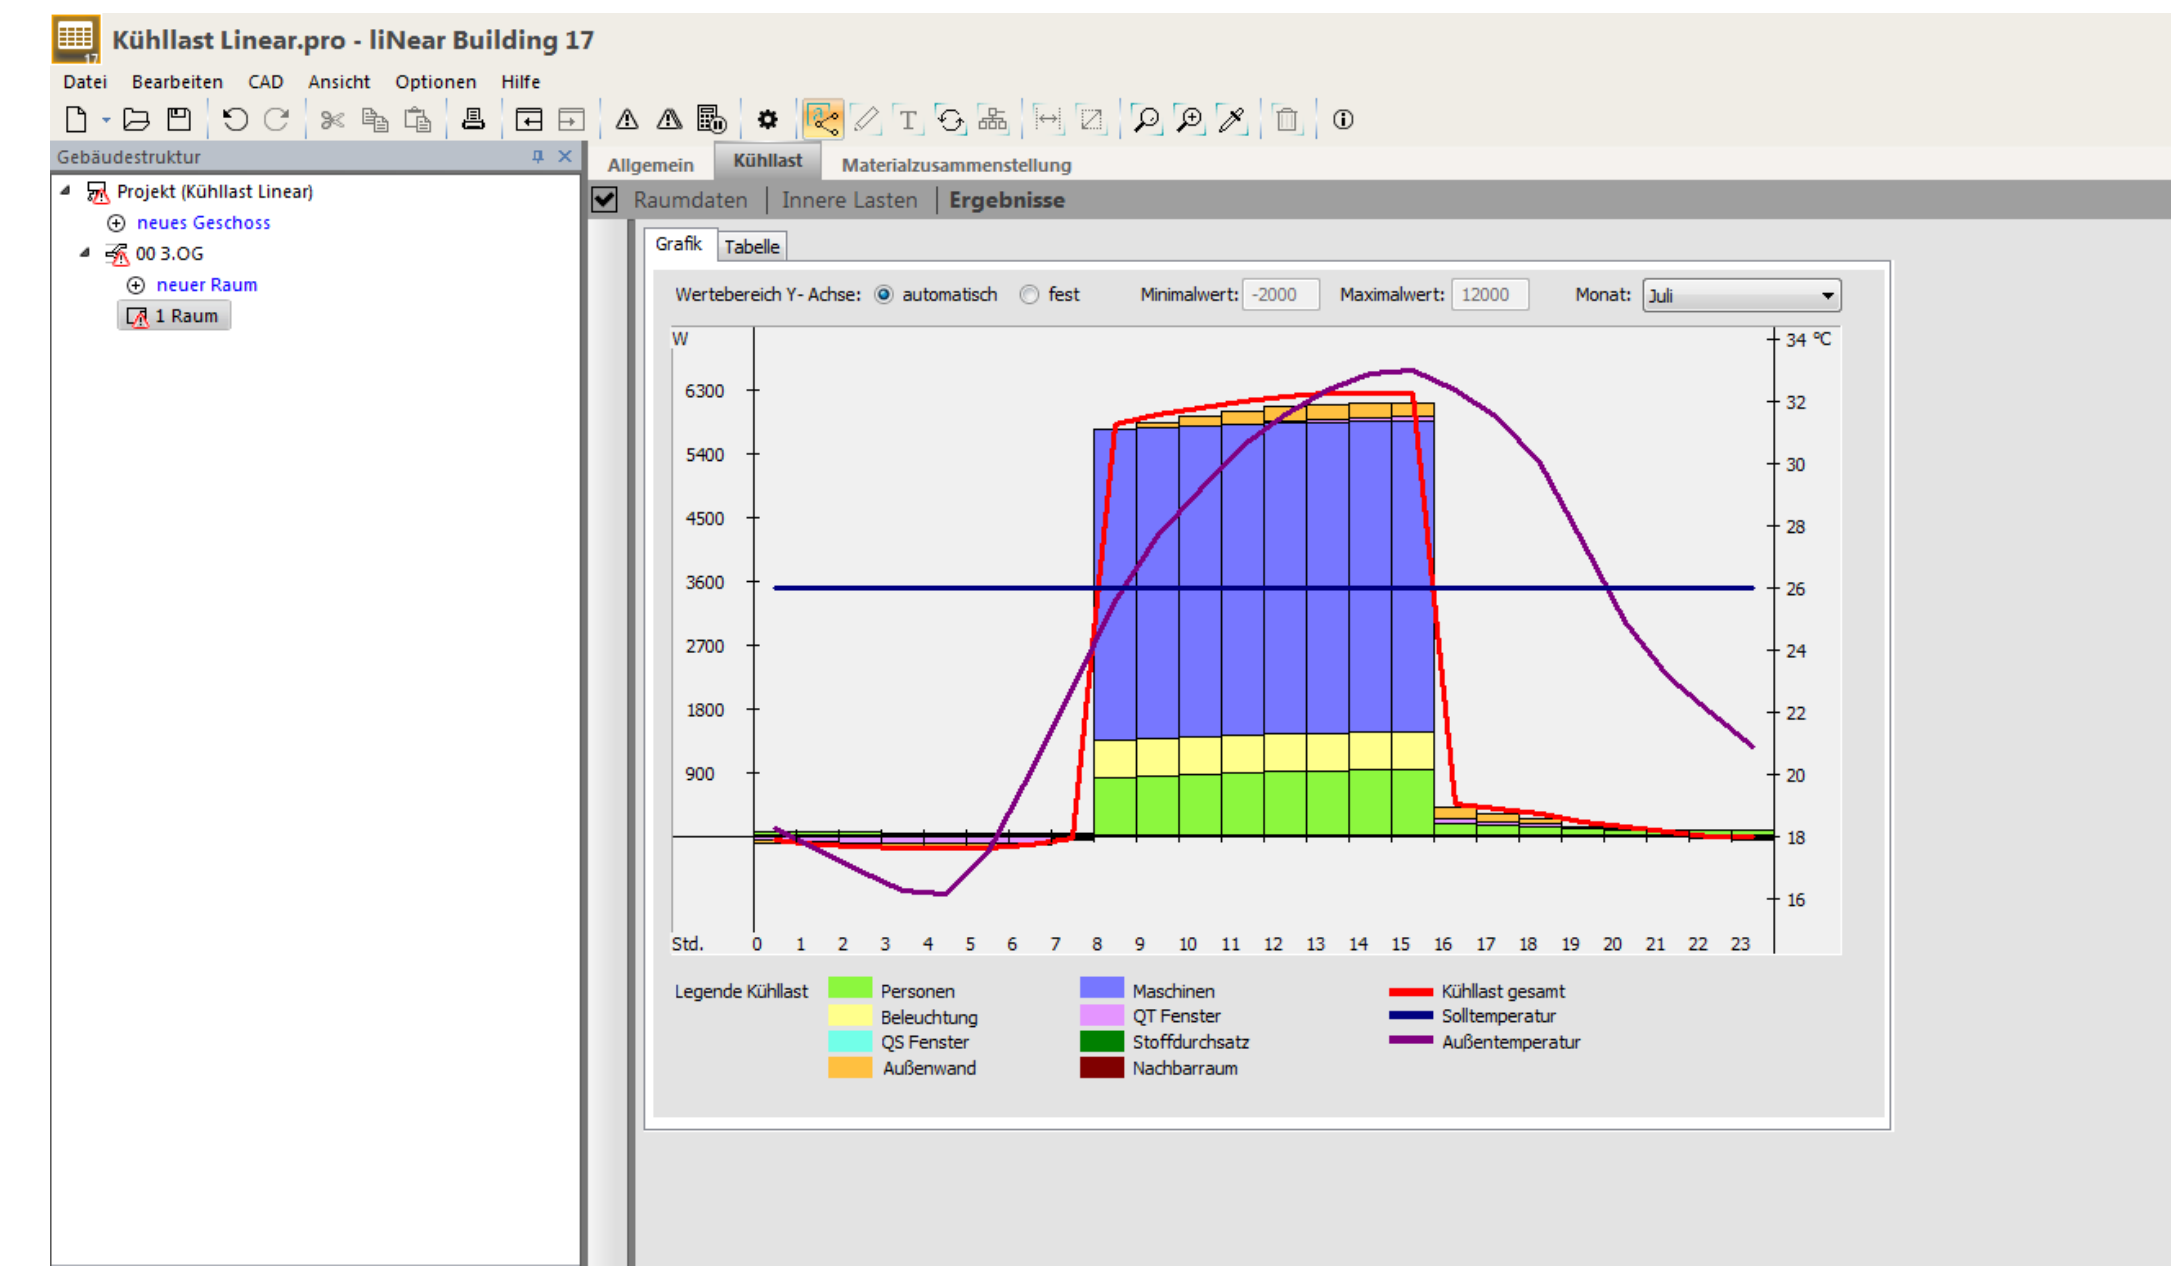 Kühllast Linear.pro - liNear Building 17
17
Datei Bearbeiten CAD Ansicht Optionen Hilfe
Gebäudestruktur
Projekt (Kühllast Linear)
neues Geschoss
00 3.OG
neuer Raum
1 Raum
Allgemein Kühllast Materialzusammenstellung
Raumdaten | Innere Lasten | Ergebnisse
Grafik Tabelle
Wertebereich Y- Achse: automatisch fest Minimalwert: -2000 Maximalwert: 12000 Monat: Juli
W 34 °C
6300
32
5400
30
4500
28
3600
26
2700
24
1800
22
900
20
18
16
Std. 0 1 2 3 4 5 6 7 8 9 10 11 12 13 14 15 16 17 18 19 20 21 22 23
Legende Kühllast Personen Maschinen Kühllast gesamt
Beleuchtung QT Fenster Solltemperatur
QS Fenster Stoffdurchsatz Außentemperatur
Außenwand Nachbarraum